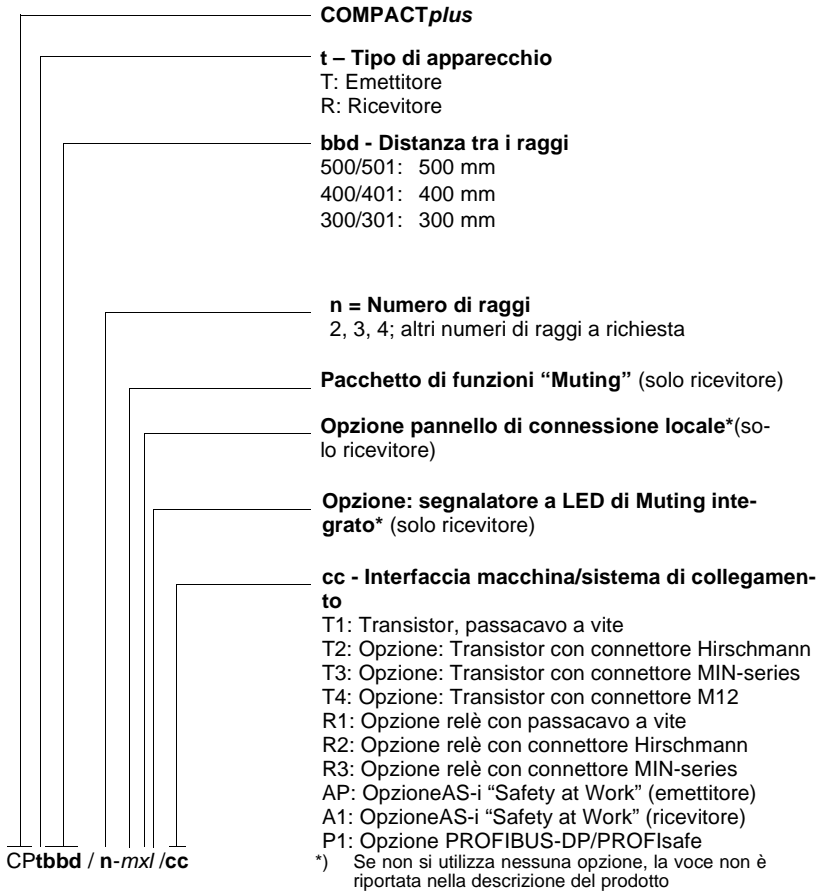 COMPACTplus
t – Tipo di apparecchio
T: Emettitore
R: Ricevitore
bbd - Distanza tra i raggi
500/501: 500 mm
400/401: 400 mm
300/301: 300 mm
n = Numero di raggi
2, 3, 4; altri numeri di raggi a richiesta
Pacchetto di funzioni “Muting” (solo ricevitore)
Opzione pannello di connessione locale*(so-
lo ricevitore)
Opzione: segnalatore a LED di Muting inte-
grato* (solo ricevitore)
cc - Interfaccia macchina/sistema di collegamen-
to
T1: Transistor, passacavo a vite
T2: Opzione: Transistor con connettore Hirschmann
T3: Opzione: Transistor con connettore MIN-series
T4: Opzione: Transistor con connettore M12
R1: Opzione relè con passacavo a vite
R2: Opzione relè con connettore Hirschmann
R3: Opzione relè con connettore MIN-series
AP: OpzioneAS-i “Safety at Work” (emettitore)
A1: OpzioneAS-i “Safety at Work” (ricevitore)
P1: Opzione PROFIBUS-DP/PROFIsafe
CPtbbd / n-mxl /cc
*) Se non si utilizza nessuna opzione, la voce non è
riportata nella descrizione del prodotto